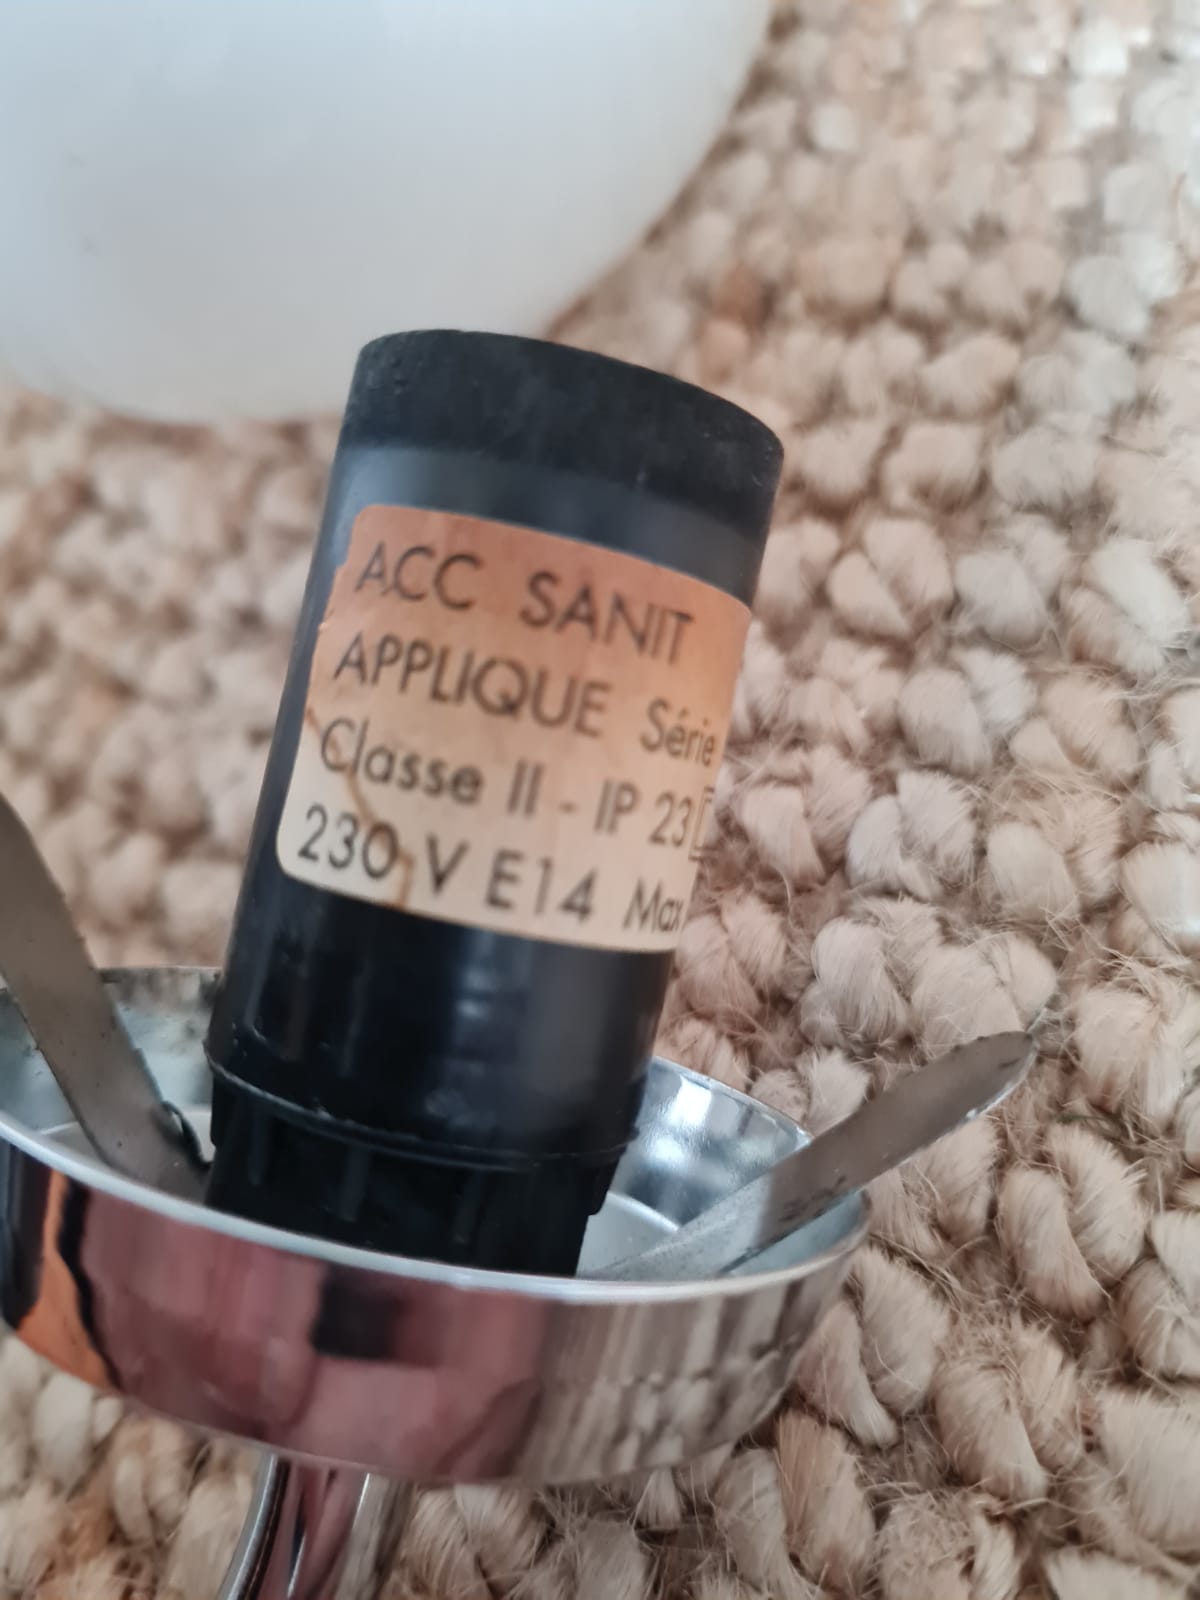 ACC SANIT
APPLIQUE Série
Classe II - IP 23
230 V E14 Max